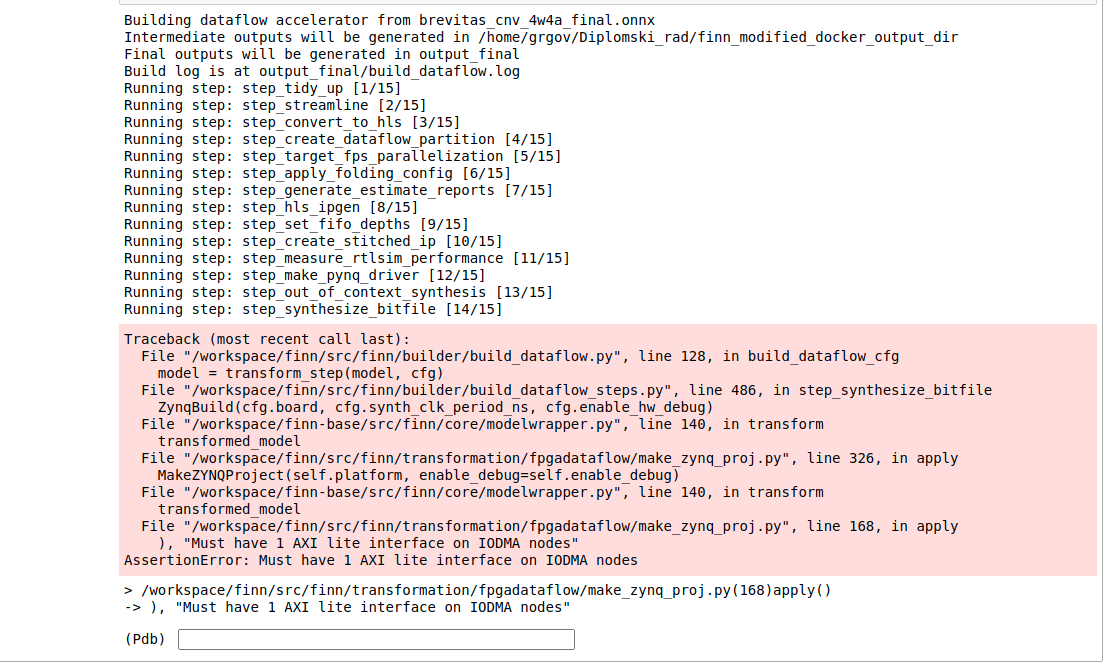 Building dataflow accelerator from brevitas_cnv_4w4a_final.onnx
Intermediate outputs will be generated in /home/grgov/Diplomski_rad/finn_modified_docker_output_dir
Final outputs will be generated in output_final
Build log is at output_final/build_dataflow.log
Running step: step_tidy_up [1/15]
Running step: step_streamline [2/15]
Running step: step_convert_to_hls [3/15]
Running step: step_create_dataflow_partition [4/15]
Running step: step_target_fps_parallelization [5/15]
Running step: step_apply_folding_config [6/15]
Running step: step_generate_estimate_reports [7/15]
Running step: step_hls_ipgen [8/15]
Running step: step_set_fifo_depths [9/15]
Running step: step_create_stitched_ip [10/15]
Running step: step_measure_rtlsim_performance [11/15]
Running step: step_make_pynq_driver [12/15]
Running step: step_out_of_context_synthesis [13/15]
Running step: step_synthesize_bitfile [14/15]
Traceback (most recent call last):
  File "/workspace/finn/src/finn/builder/build_dataflow.py", line 128, in build_dataflow_cfg
    model = transform_step(model, cfg)
  File "/workspace/finn/src/finn/builder/build_dataflow_steps.py", line 486, in step_synthesize_bitfile
    ZynqBuild(cfg.board, cfg.synth_clk_period_ns, cfg.enable_hw_debug)
  File "/workspace/finn-base/src/finn/core/modelwrapper.py", line 140, in transform
    transformed_model
  File "/workspace/finn/src/finn/transformation/fpgadataflow/make_zynq_proj.py", line 326, in apply
    MakeZYNQProject(self.platform, enable_debug=self.enable_debug)
  File "/workspace/finn-base/src/finn/core/modelwrapper.py", line 140, in transform
    transformed_model
  File "/workspace/finn/src/finn/transformation/fpgadataflow/make_zynq_proj.py", line 168, in apply
    ), "Must have 1 AXI lite interface on IODMA nodes"
AssertionError: Must have 1 AXI lite interface on IODMA nodes
> /workspace/finn/src/finn/transformation/fpgadataflow/make_zynq_proj.py(168)apply()
-> ), "Must have 1 AXI lite interface on IODMA nodes"
(Pdb)